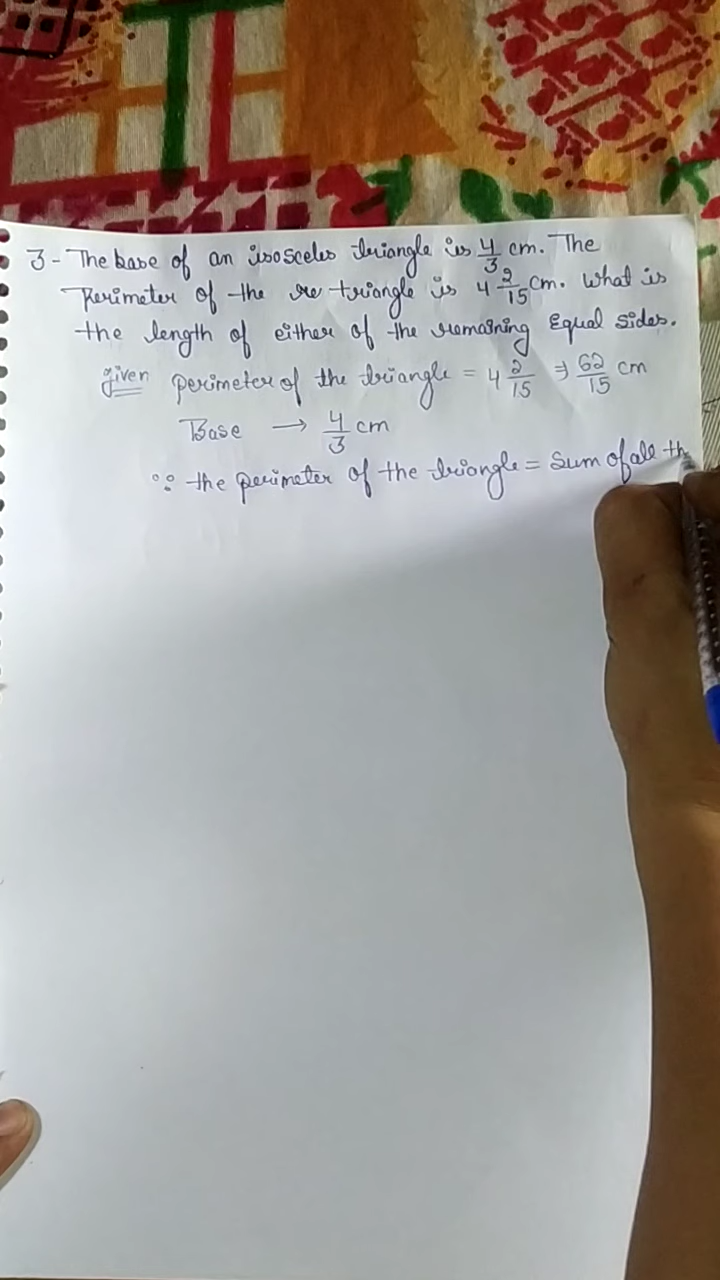 3- The base of an isosceles triangle is 4/3 cm. The
Perimeter of the re triangle is 4 2/15 cm. What is
the length of either of the remaining Equal sides.
given perimeter of the triangle = 4 2/15 ⇒ 62/15 cm
Base → 4/3 cm
∵ the perimeter of the triangle = Sum of all th